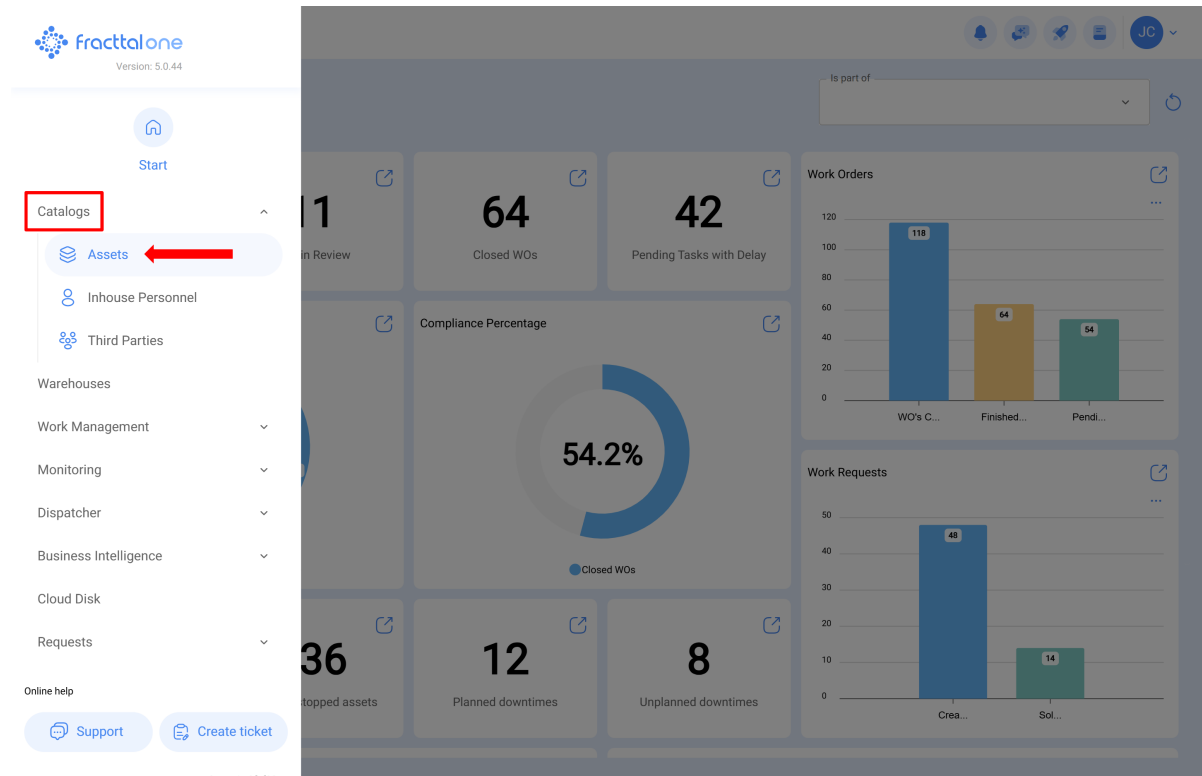 fracttalone
Version: 5.0.44
JC
Start
Is part of
Catalogs
Assets
Inhouse Personnel
Third Parties
Warehouses
Work Management
Monitoring
Dispatcher
Business Intelligence
Cloud Disk
Requests
Online help
Support
Create ticket
in Review
64
Closed WOs
42
Pending Tasks with Delay
Work Orders
120
100
80
60
40
20
0
118
64
54
WO's C...
Finished...
Pendi...
Compliance Percentage
54.2%
Closed WOs
Work Requests
50
40
30
20
10
0
48
14
Crea...
Sol...
36
stopped assets
12
Planned downtimes
8
Unplanned downtimes